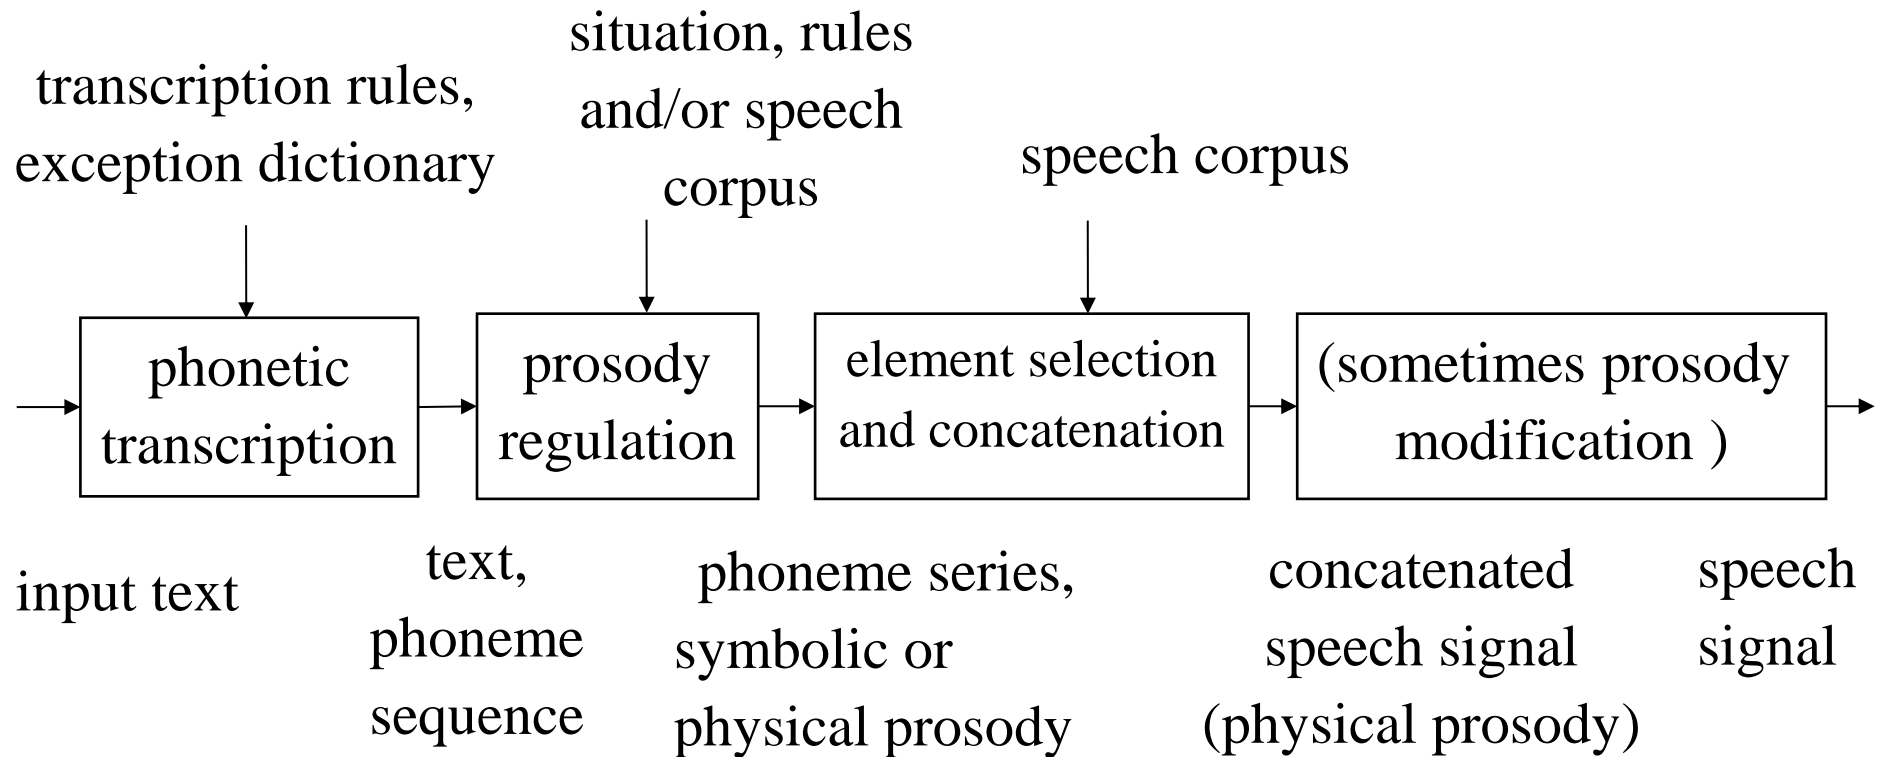 transcription rules,
exception dictionary
situation, rules
and/or speech
corpus
speech corpus
phonetic
transcription
prosody
regulation
element selection
and concatenation
(sometimes prosody
modification )
input text
text,
phoneme
sequence
phoneme series,
symbolic or
physical prosody
concatenated
speech signal
(physical prosody)
speech
signal